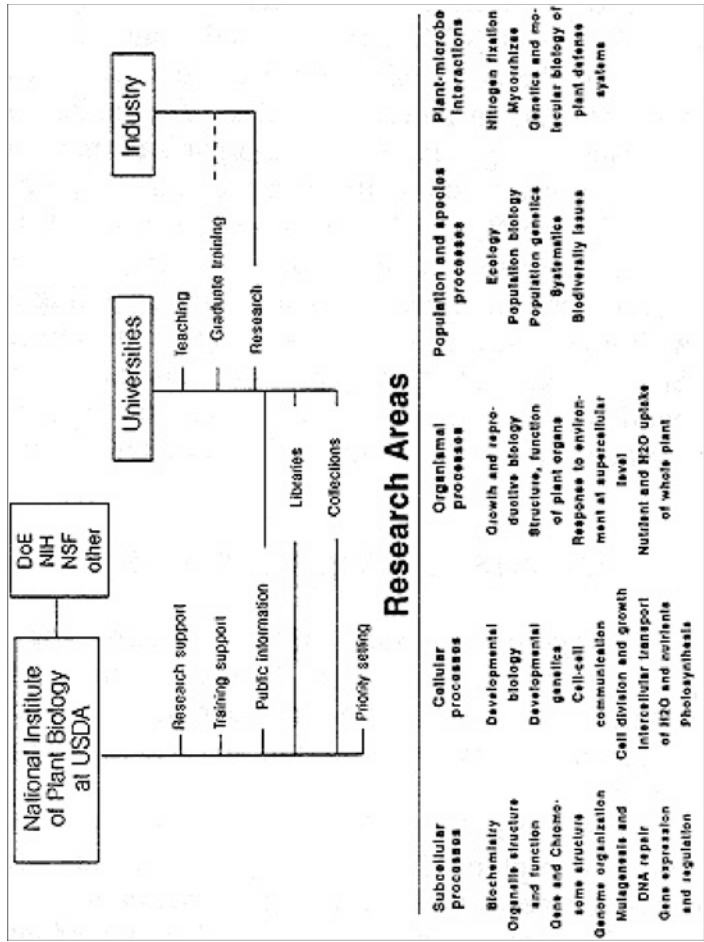 National Institute
of Plant Biology
at USDA
DoE
NIH
NSF
other
Universities
Industry
Research support
Training support
Public information
Priority setting
Libraries
Collections
Teaching
Graduate training
Research
Research Areas
Subcellular
processes
Biochemistry
Organelle structure
and function
Gene and Chromo-
some structure
Genome organization
Mutagenesis and
DNA repair
Gene expression
and regulation
Cellular
processes
Developmental
biology
Developmental
genetics
Cell-cell
communication
Cell division and growth
Intercellular transport
of H2O and nutrients
Photosynthesis
Organismal
processes
Growth and repro-
ductive biology
Structure, function
of plant organs
Response to environ-
ment at supercellular
level
Nutrient and H2O uptake
of whole plant
Population and species
processes
Ecology
Population biology
Population genetics
Systematics
Biodiversity issues
Plant-microbe
interactions
Nitrogen fixation
Mycorrhizae
Genetics and mo-
lecular biology of
plant defense
systems